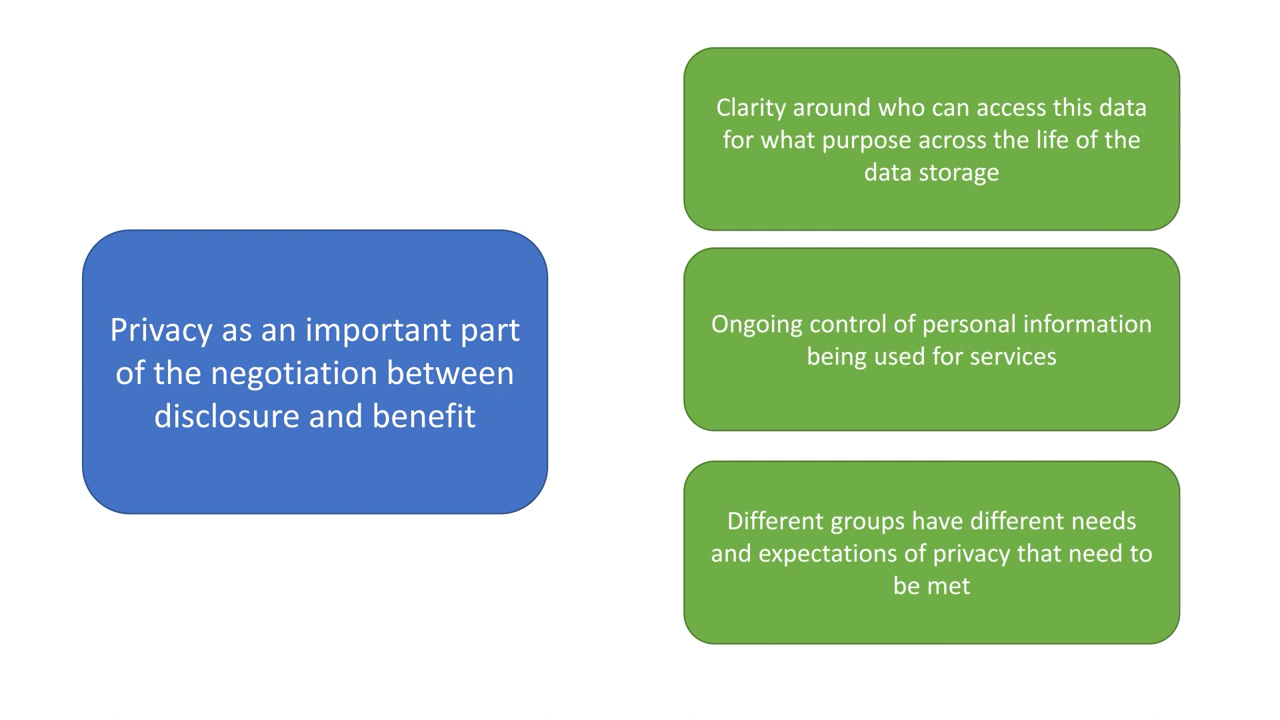 Privacy as an important part
of the negotiation between
disclosure and benefit
Clarity around who can access this data
for what purpose across the life of the
data storage
Ongoing control of personal information
being used for services
Different groups have different needs
and expectations of privacy that need to
be met